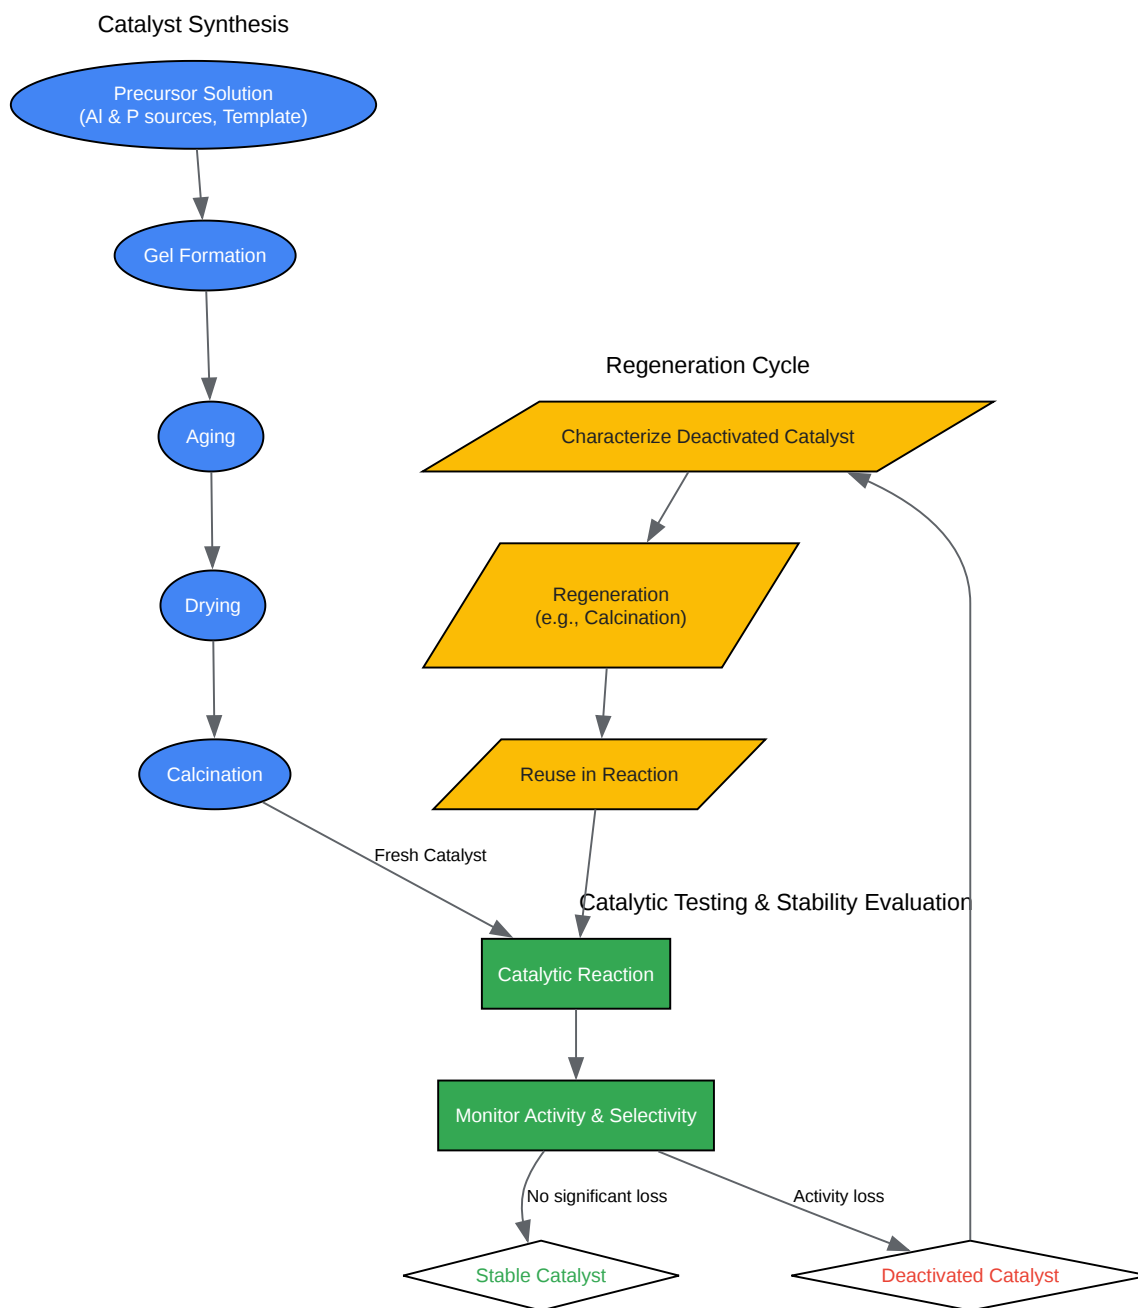 Catalyst Synthesis
Precursor Solution
(Al & P sources, Template)
Gel Formation
Aging
Drying
Calcination
Fresh Catalyst
Regeneration Cycle
Characterize Deactivated Catalyst
Regeneration
(e.g., Calcination)
Reuse in Reaction
Catalytic Testing & Stability Evaluation
Catalytic Reaction
Monitor Activity & Selectivity
No significant loss
Activity loss
Stable Catalyst
Deactivated Catalyst